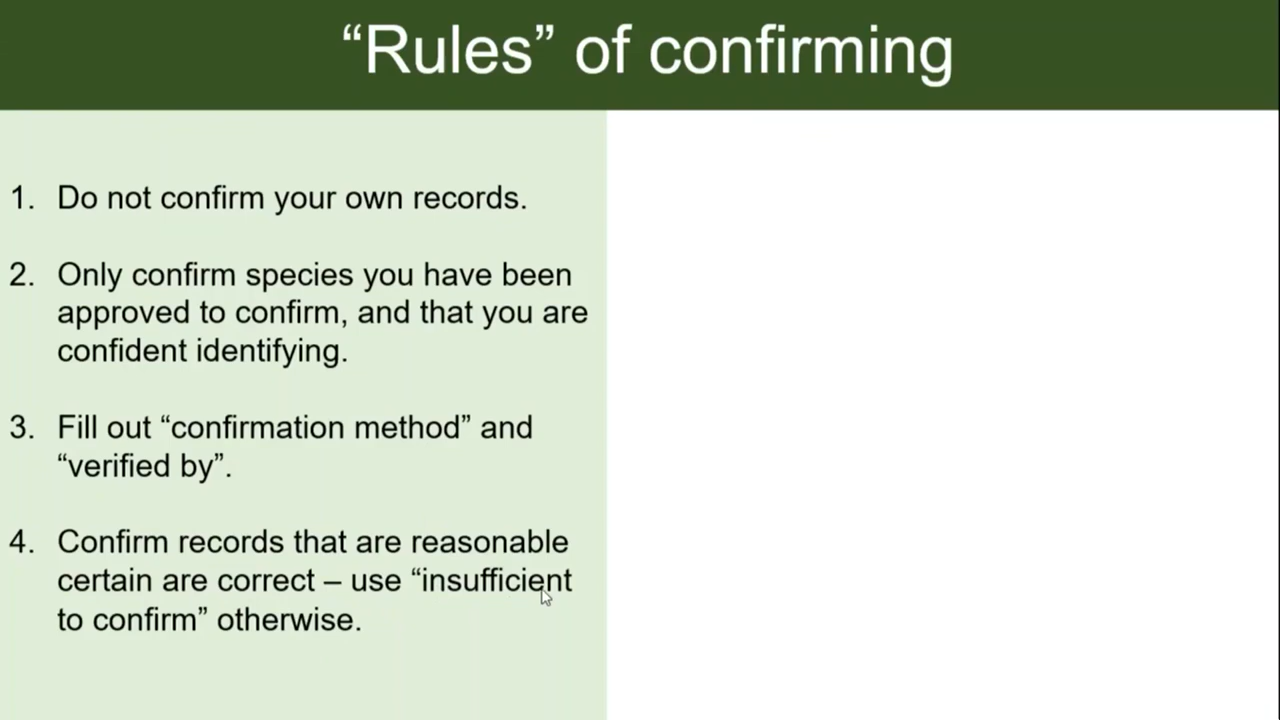 “Rules” of confirming
1. Do not confirm your own records.
2. Only confirm species you have been
approved to confirm, and that you are
confident identifying.
3. Fill out “confirmation method” and
“verified by”.
4. Confirm records that are reasonable
certain are correct – use “insufficient
to confirm” otherwise.